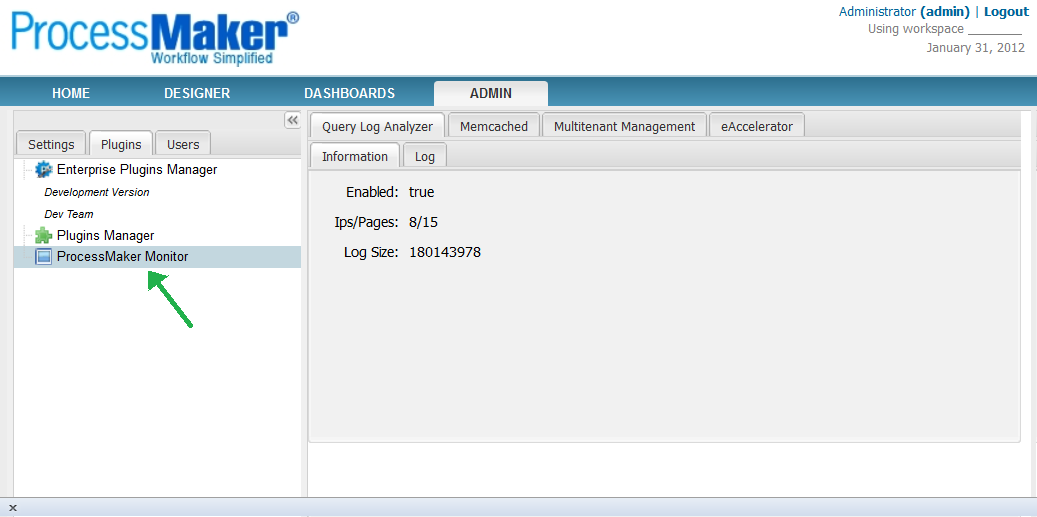 ProcessMaker®
Workflow Simplified
Administrator (admin) | Logout
Using workspace ________
January 31, 2012
HOME DESIGNER DASHBOARDS ADMIN
Settings Plugins Users
Enterprise Plugins Manager
Development Version
Dev Team
Plugins Manager
ProcessMaker Monitor
Query Log Analyzer Memcached Multitenant Management eAccelerator
Information Log
Enabled: true
Ips/Pages: 8/15
Log Size: 180143978